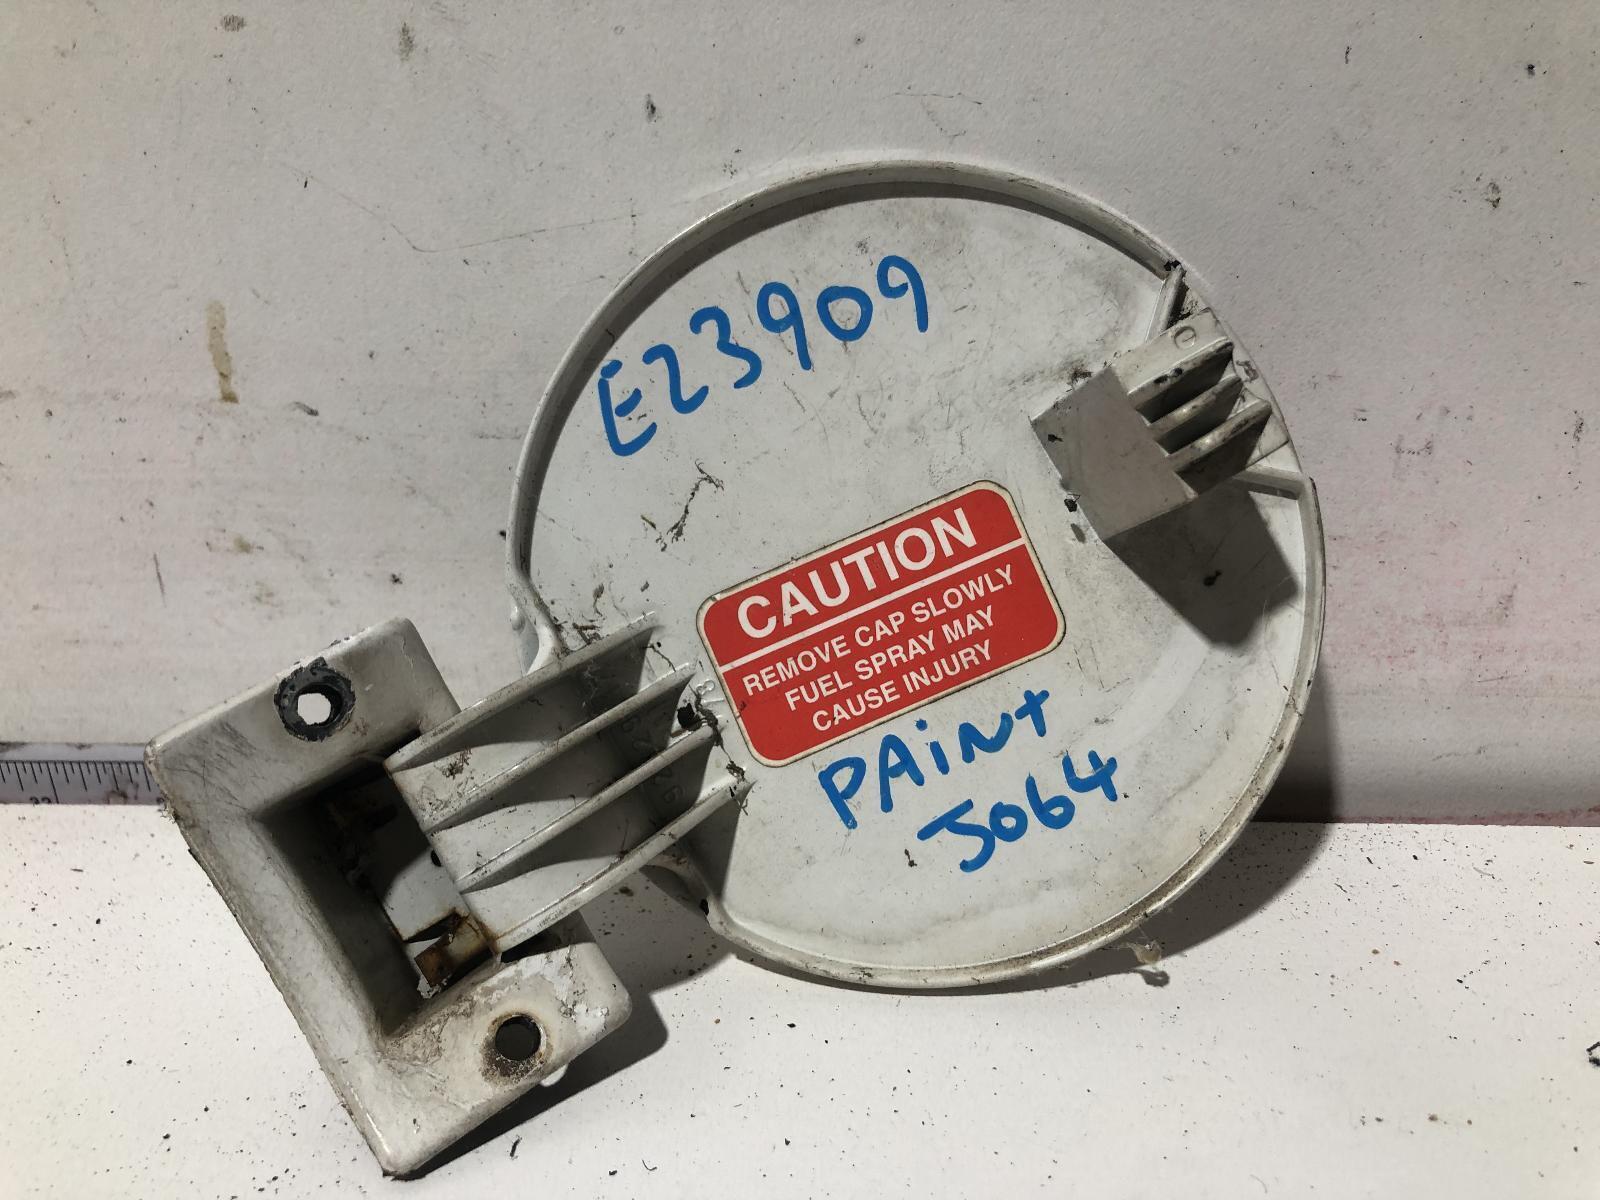 E23909
CAUTION
REMOVE CAP SLOWLY
FUEL SPRAY MAY
CAUSE INJURY
PAiNt
J064